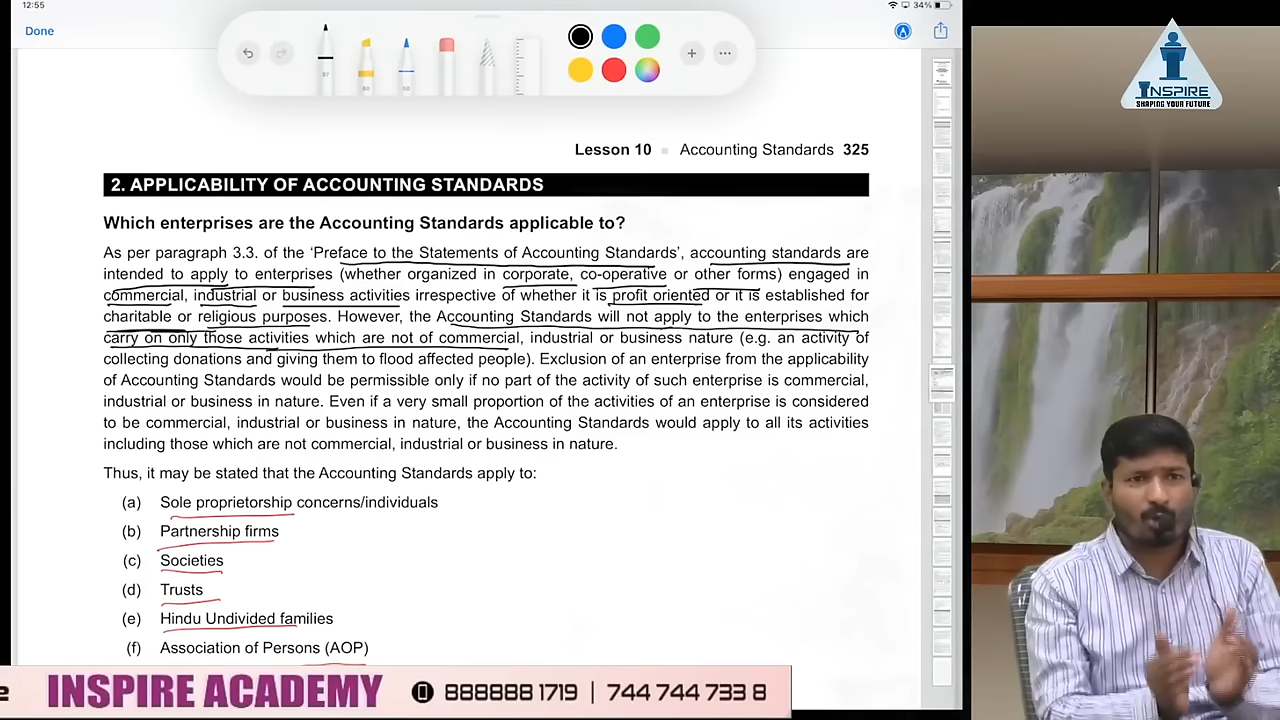 12:55
34%
Done
97
80
50
INSPIRE
SHAPING YOUR FUTURE
Lesson 10 Accounting Standards 325
2. APPLICABILITY OF ACCOUNTING STANDARDS
Which enterprises are the Accounting Standards applicable to?
As per paragraph 3.3. of the ‘Preface to the Statements of Accounting Standards’, accounting standards are
intended to apply to enterprises (whether organized in corporate, co-operative or other forms) engaged in
commercial, industrial or business activities irrespective of whether it is profit oriented or it is established for
charitable or religious purposes. However, the Accounting Standards will not apply to the enterprises which
carry on only those activities which are not of commercial, industrial or business nature (e.g. an activity of
collecting donations and giving them to flood affected people). Exclusion of an enterprise from the applicability
of Accounting Standards would be permissible only if no part of the activity of such enterprise is commercial,
industrial or business in nature. Even if a very small proportion of the activities of an enterprise is considered
to be commercial, industrial or business in nature, the Accounting Standards would apply to all its activities
including those which are not commercial, industrial or business in nature.
Thus, it may be stated that the Accounting Standards apply to:
(a) Sole proprietorship concerns/individuals
(b) Partnership firms
(c) Societies
(d) Trusts
(e) Hindu Undivided families
(f) Association of Persons (AOP)
INSPIRE ACADEMY 888888 1719 | 744 744 733 8